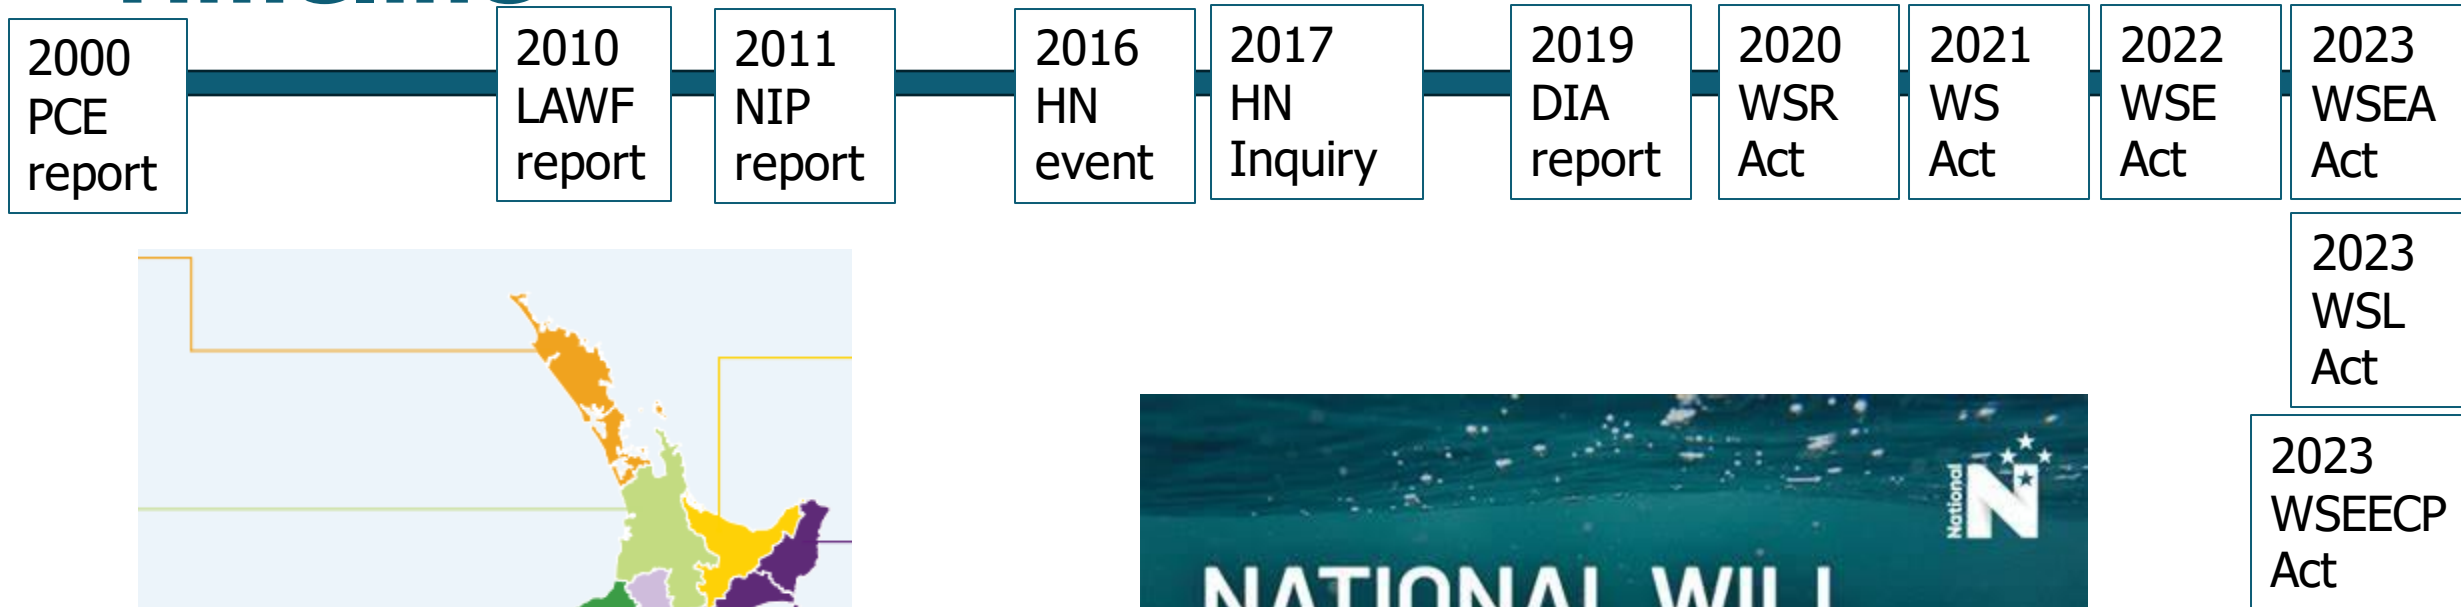 2000
PCE
report
2010
LAWF
report
2011
NIP
report
2016
HN
event
2017
HN
Inquiry
2019
DIA
report
2020
WSR
Act
2021
WS
Act
2022
WSE
Act
2023
WSEA
Act
2023
WSL
Act
2023
WSEECP
Act
National
N
NATIONAL WILL